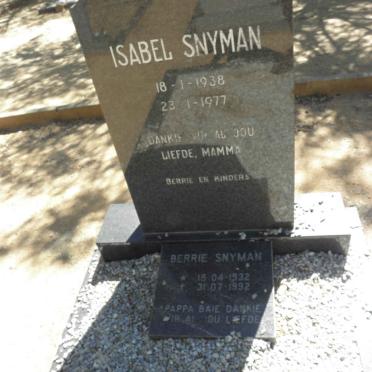 ISABEL SNYMAN
18-1-1938
23-1-1977
DANKIE VIR AL JOU
LIEFDE, MAMMA
BERRIE EN KINDERS
BERRIE SNYMAN
* 15-04-1932
† 31-07-1992
PAPPA BAIE DANKIE
VIR AL JOU LIEFDE